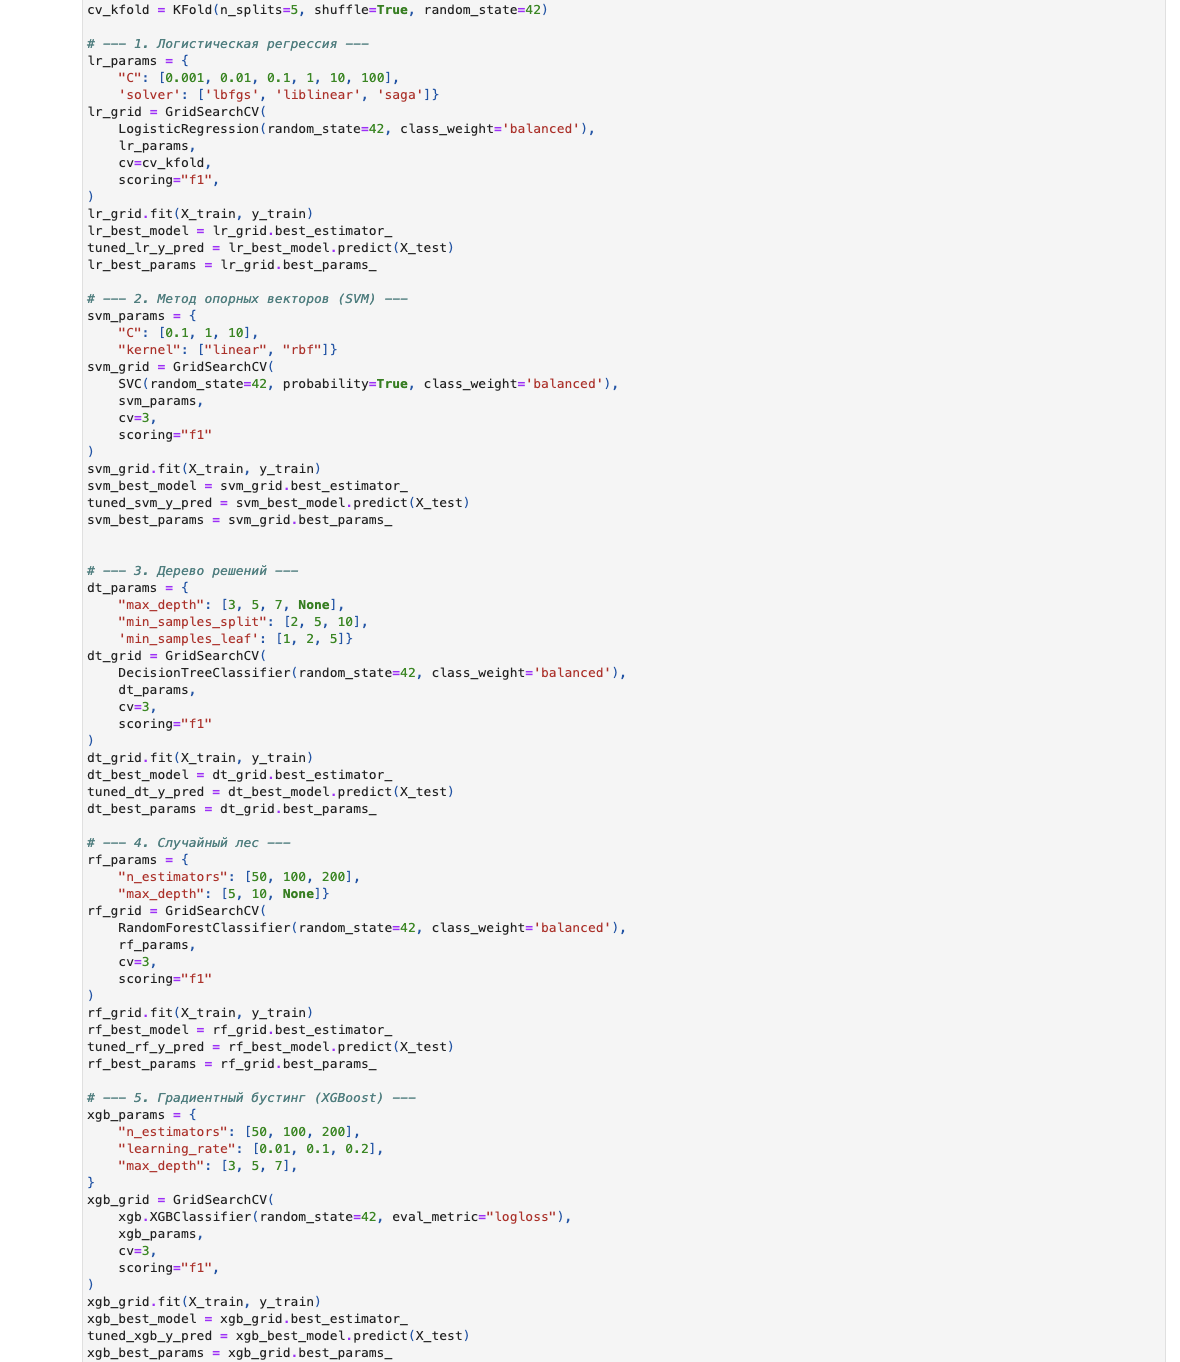 cv_kfold = KFold(n_splits=5, shuffle=True, random_state=42)
# --- 1. Логистическая регрессия ---
lr_params = {
    "C": [0.001, 0.01, 0.1, 1, 10, 100],
    'solver': ['lbfgs', 'liblinear', 'saga']}
lr_grid = GridSearchCV(
    LogisticRegression(random_state=42, class_weight='balanced'),
    lr_params,
    cv=cv_kfold,
    scoring="f1",
)
lr_grid.fit(X_train, y_train)
lr_best_model = lr_grid.best_estimator_
tuned_lr_y_pred = lr_best_model.predict(X_test)
lr_best_params = lr_grid.best_params_
# --- 2. Метод опорных векторов (SVM) ---
svm_params = {
    "C": [0.1, 1, 10],
    "kernel": ["linear", "rbf"]}
svm_grid = GridSearchCV(
    SVC(random_state=42, probability=True, class_weight='balanced'),
    svm_params,
    cv=3,
    scoring="f1"
)
svm_grid.fit(X_train, y_train)
svm_best_model = svm_grid.best_estimator_
tuned_svm_y_pred = svm_best_model.predict(X_test)
svm_best_params = svm_grid.best_params_
# --- 3. Дерево решений ---
dt_params = {
    "max_depth": [3, 5, 7, None],
    "min_samples_split": [2, 5, 10],
    'min_samples_leaf': [1, 2, 5]}
dt_grid = GridSearchCV(
    DecisionTreeClassifier(random_state=42, class_weight='balanced'),
    dt_params,
    cv=3,
    scoring="f1"
)
dt_grid.fit(X_train, y_train)
dt_best_model = dt_grid.best_estimator_
tuned_dt_y_pred = dt_best_model.predict(X_test)
dt_best_params = dt_grid.best_params_
# --- 4. Случайный лес ---
rf_params = {
    "n_estimators": [50, 100, 200],
    "max_depth": [5, 10, None]}
rf_grid = GridSearchCV(
    RandomForestClassifier(random_state=42, class_weight='balanced'),
    rf_params,
    cv=3,
    scoring="f1"
)
rf_grid.fit(X_train, y_train)
rf_best_model = rf_grid.best_estimator_
tuned_rf_y_pred = rf_best_model.predict(X_test)
rf_best_params = rf_grid.best_params_
# --- 5. Градиентный бустинг (XGBoost) ---
xgb_params = {
    "n_estimators": [50, 100, 200],
    "learning_rate": [0.01, 0.1, 0.2],
    "max_depth": [3, 5, 7],
}
xgb_grid = GridSearchCV(
    xgb.XGBClassifier(random_state=42, eval_metric="logloss"),
    xgb_params,
    cv=3,
    scoring="f1",
)
xgb_grid.fit(X_train, y_train)
xgb_best_model = xgb_grid.best_estimator_
tuned_xgb_y_pred = xgb_best_model.predict(X_test)
xgb_best_params = xgb_grid.best_params_